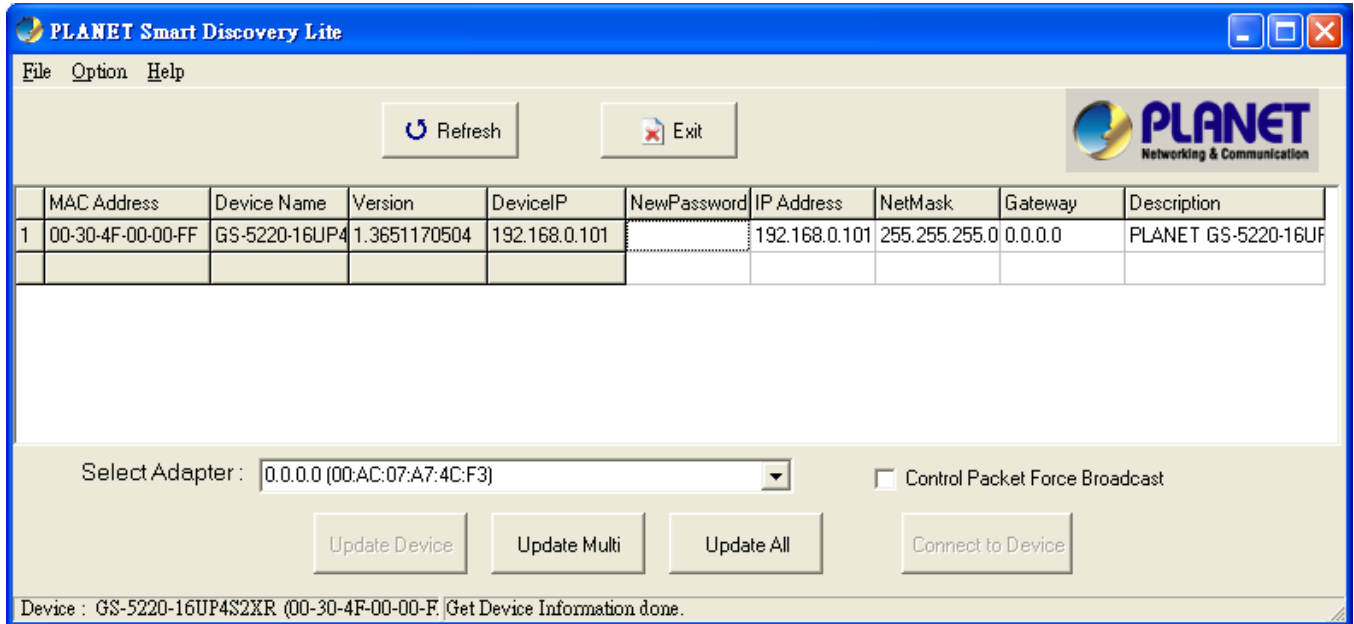 PLANET Smart Discovery Lite
File Option Help
Refresh Exit
PLANET
Networking & Communication
MAC Address Device Name Version DeviceIP NewPassword IP Address NetMask Gateway Description
1 00-30-4F-00-00-FF GS-5220-16UP4 1.3651170504 192.168.0.101 192.168.0.101 255.255.255.0 0.0.0.0 PLANET GS-5220-16UP
Select Adapter : 0.0.0.0 (00:AC:07:A7:4C:F3) Control Packet Force Broadcast
Update Device Update Multi Update All Connect to Device
Device : GS-5220-16UP4S2XR (00-30-4F-00-00-F. Get Device Information done.